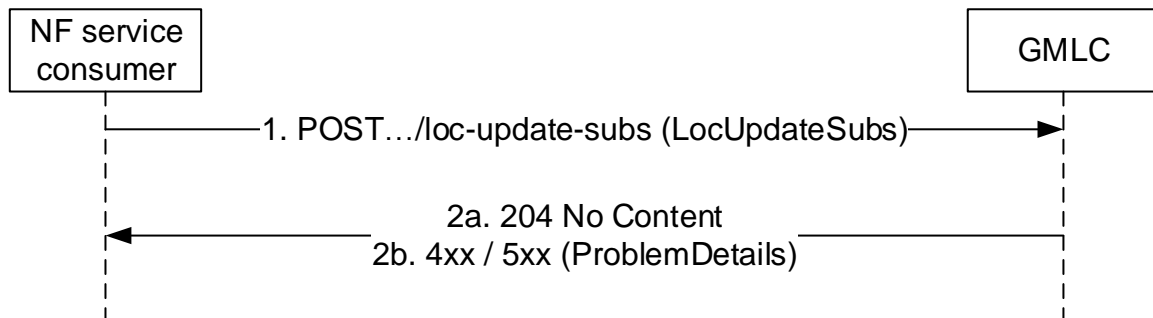 NF service
consumer
GMLC
1. POST…/loc-update-subs (LocUpdateSubs)
2a. 204 No Content
2b. 4xx / 5xx (ProblemDetails)